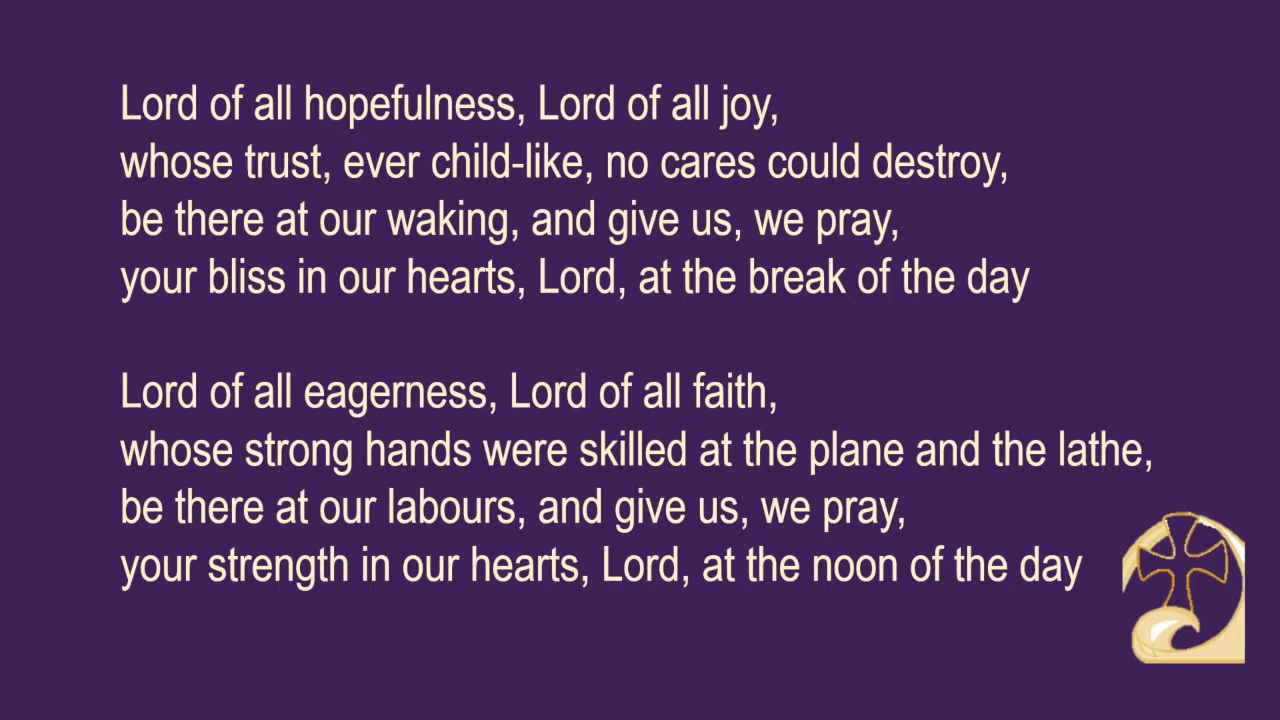 Lord of all hopefulness, Lord of all joy,
whose trust, ever child-like, no cares could destroy,
be there at our waking, and give us, we pray,
your bliss in our hearts, Lord, at the break of the day
Lord of all eagerness, Lord of all faith,
whose strong hands were skilled at the plane and the lathe,
be there at our labours, and give us, we pray,
your strength in our hearts, Lord, at the noon of the day